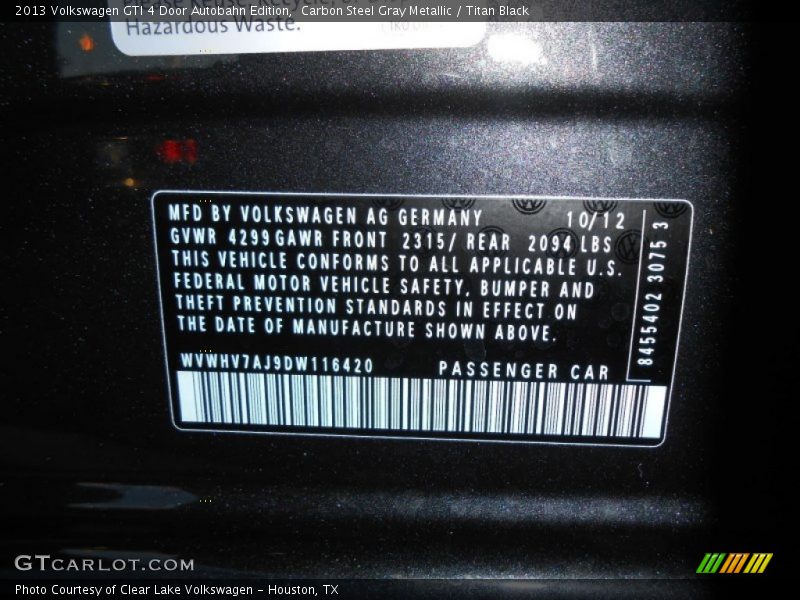 2013 Volkswagen GTI 4 Door Autobahn Edition, Carbon Steel Gray Metallic / Titan Black
Hazardous Waste.
MFD BY VOLKSWAGEN AG GERMANY 10/12
GVWR 4299 GAWR FRONT 2315/ REAR 2094 LBS
THIS VEHICLE CONFORMS TO ALL APPLICABLE U.S.
FEDERAL MOTOR VEHICLE SAFETY, BUMPER AND
THEFT PREVENTION STANDARDS IN EFFECT ON
THE DATE OF MANUFACTURE SHOWN ABOVE.
WVWHV7AJ9DW116420 PASSENGER CAR
8455402 3075 3
GTCARLOT.COM
Photo Courtesy of Clear Lake Volkswagen - Houston, TX